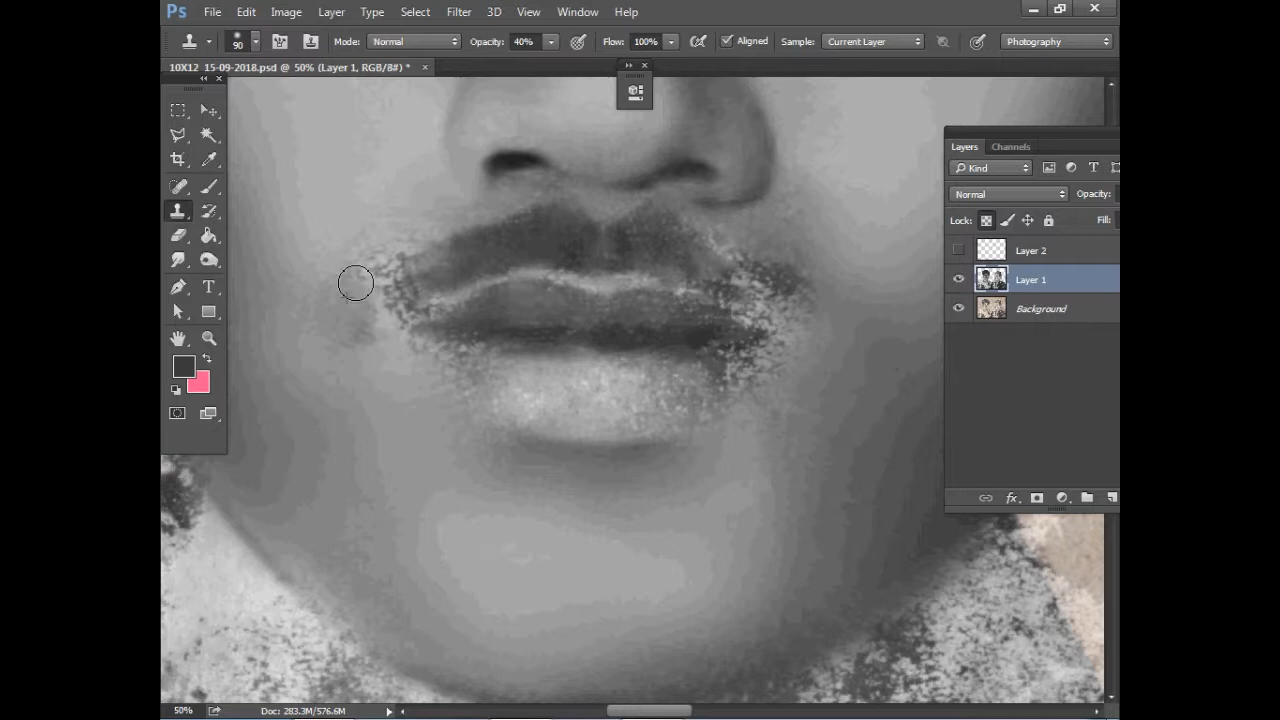 Ps File Edit Image Layer Type Select Filter 3D View Window Help
90 Mode: Normal Opacity: 40% Flow: 100% Aligned Sample: Current Layer Photography
10X12 15-09-2018.psd @ 50% (Layer 1, RGB/8#) *
Layers Channels
Kind
Normal Opacity:
Lock: Fill:
Layer 2
Layer 1
Background
50% Doc: 283.3M/576.6M